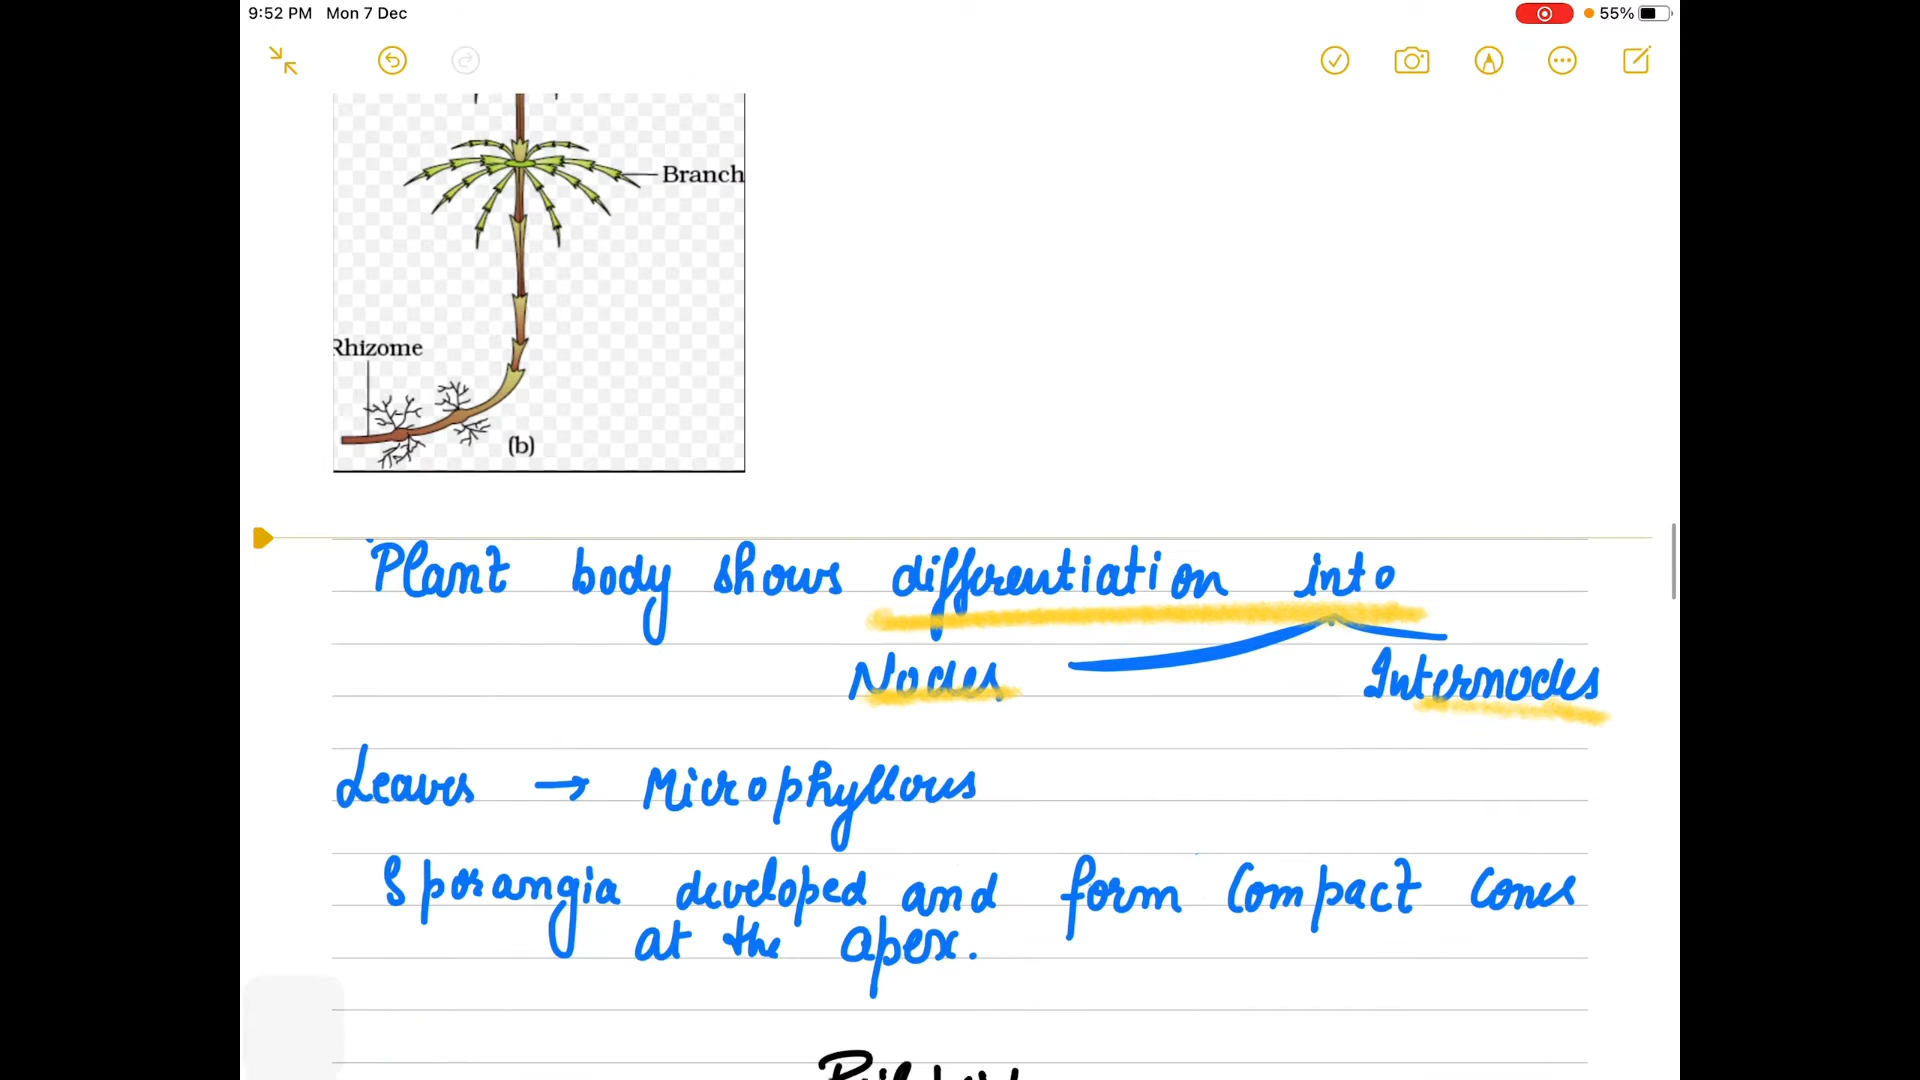 9:52 PM Mon 7 Dec
55%
Branch
Rhizome
(b)
Plant body shows differentiation into
Nodes Internodes
Leaves → Microphyllous
Sporangia developed and form compact cones
at the apex.